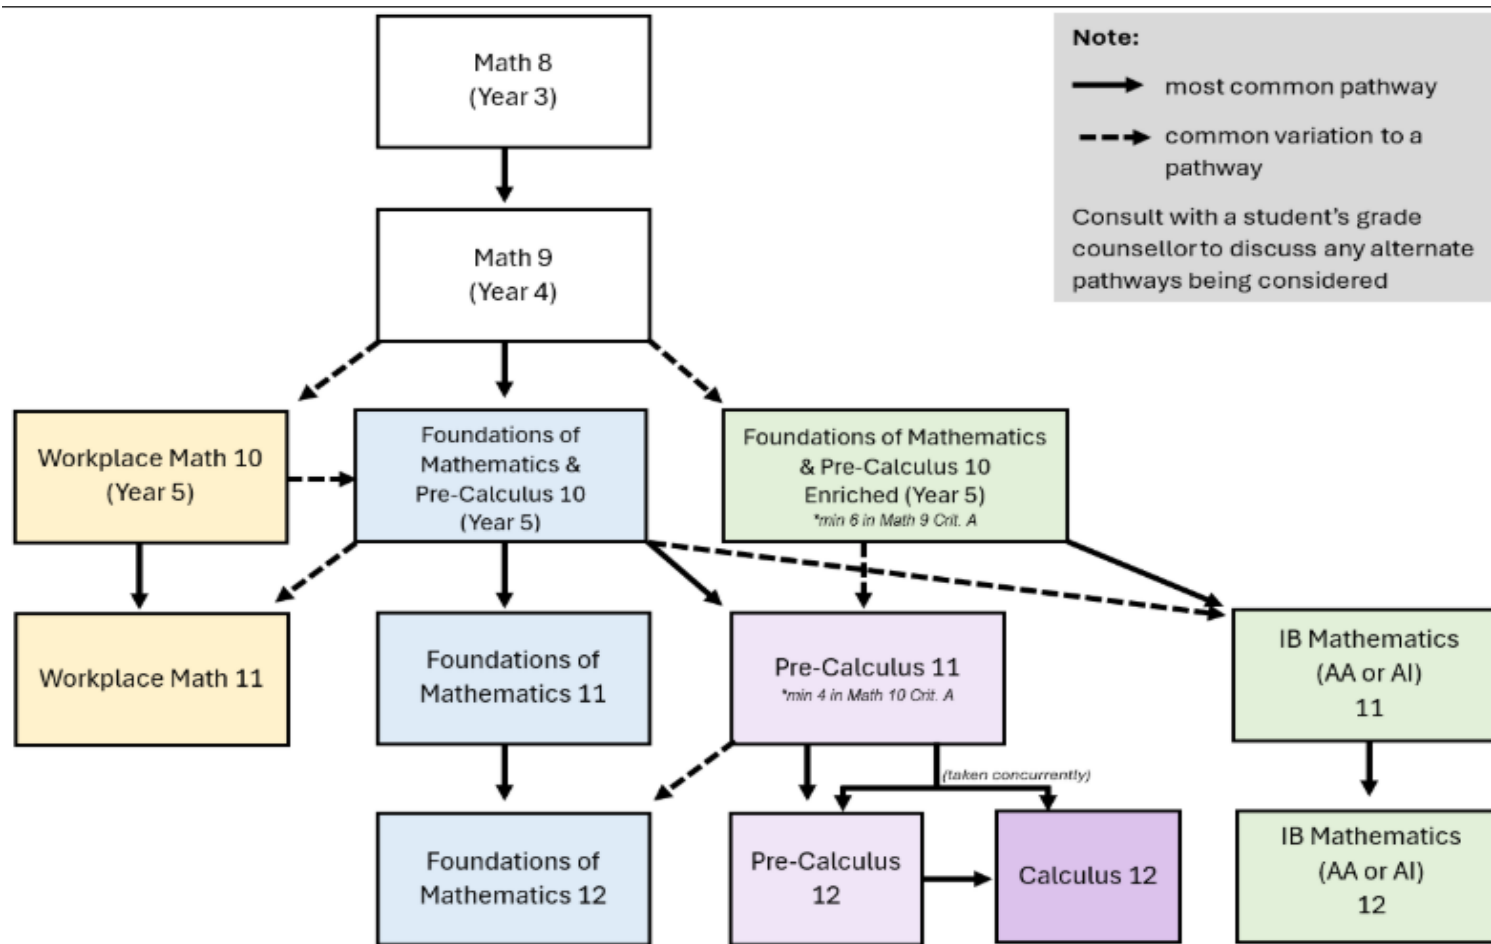 Math 8
(Year 3)
Note:
most common pathway
common variation to a
pathway
Consult with a student's grade
counsellor to discuss any alternate
pathways being considered
Math 9
(Year 4)
Workplace Math 10
(Year 5)
Foundations of
Mathematics &
Pre-Calculus 10
(Year 5)
Foundations of Mathematics
& Pre-Calculus 10
Enriched (Year 5)
*min 6 in Math 9 Crit. A
Workplace Math 11
Foundations of
Mathematics 11
Pre-Calculus 11
*min 4 in Math 10 Crit. A
IB Mathematics
(AA or AI)
11
(taken concurrently)
Foundations of
Mathematics 12
Pre-Calculus
12
Calculus 12
IB Mathematics
(AA or AI)
12